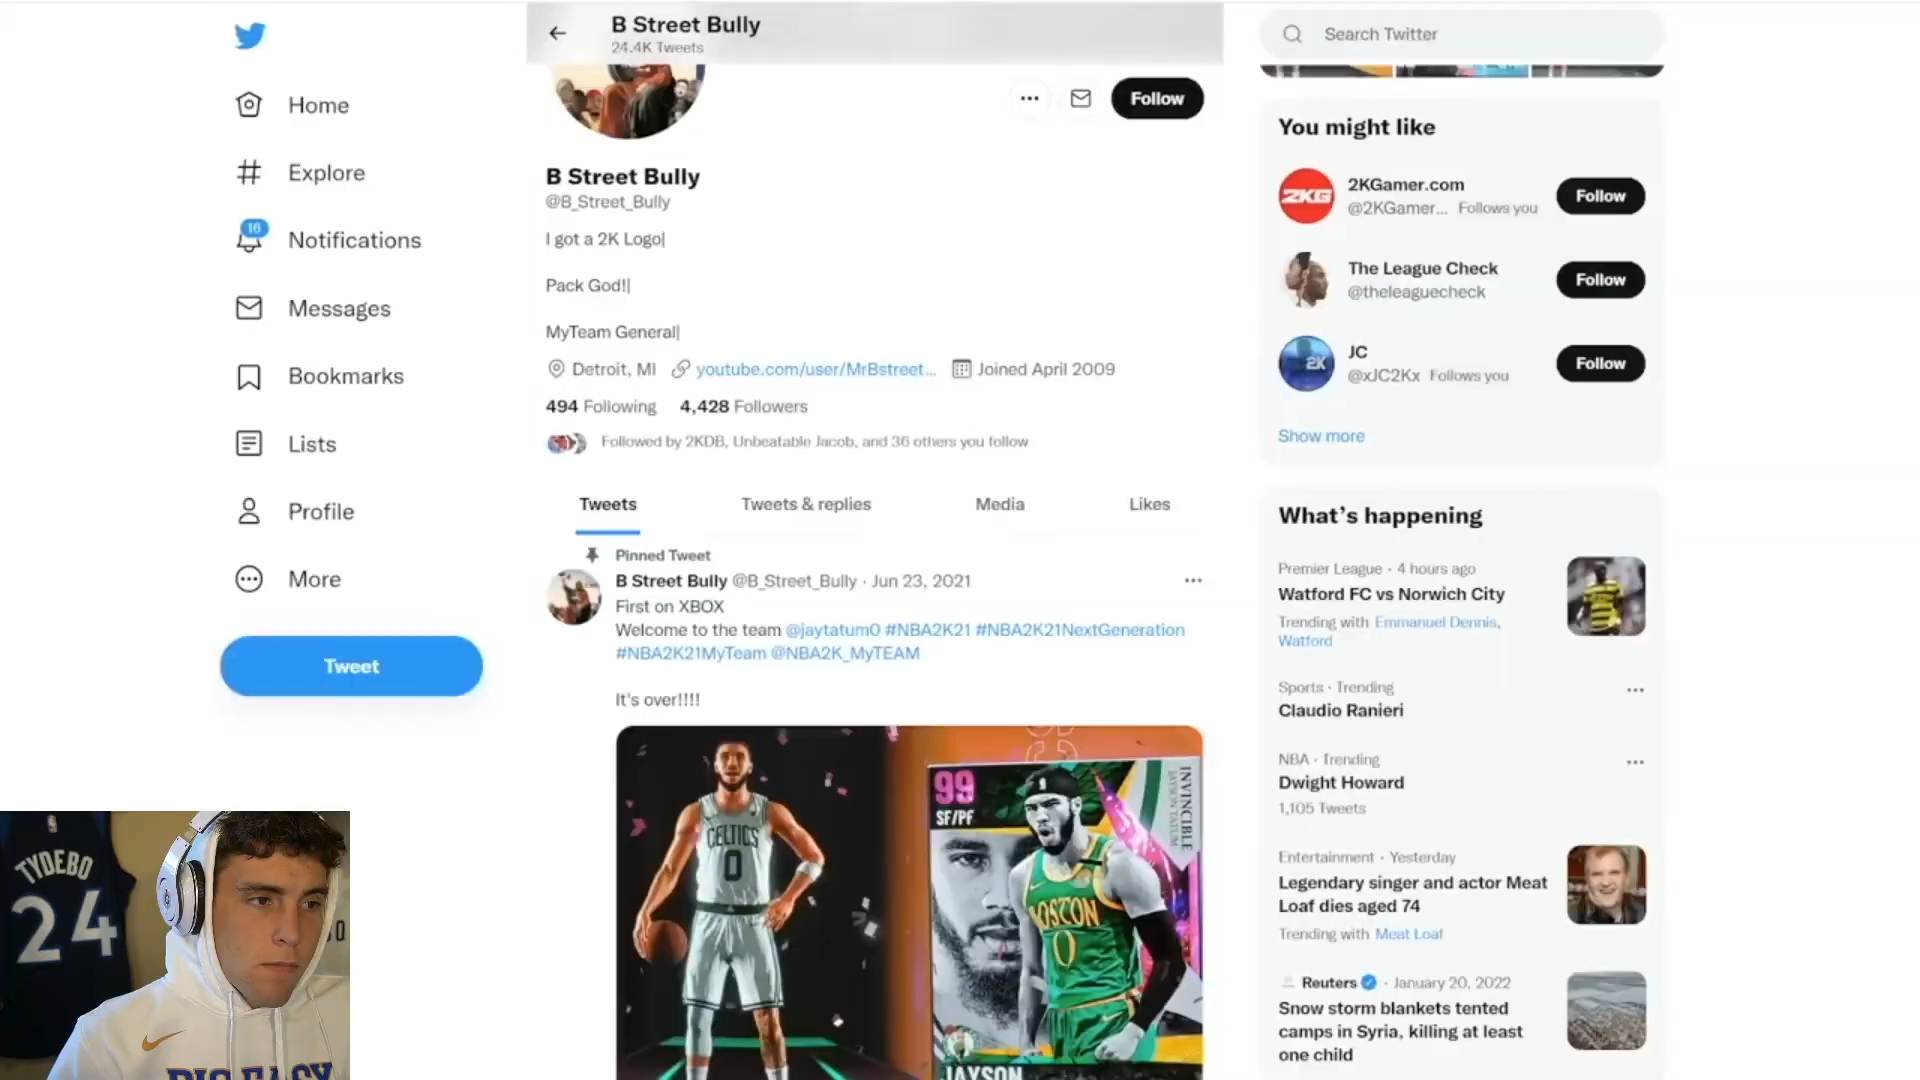 Home
Explore
16
Notifications
Messages
Bookmarks
Lists
Profile
More
Tweet
B Street Bully
24.4K Tweets
Follow
B Street Bully
@B_Street_Bully
I got a 2K Logo|
Pack God!|
MyTeam General|
Detroit, MI youtube.com/user/MrBstreet... Joined April 2009
494 Following 4,428 Followers
Followed by 2KDB, Unbeatable Jacob, and 36 others you follow
Tweets Tweets & replies Media Likes
Pinned Tweet
B Street Bully @B_Street_Bully · Jun 23, 2021
First on XBOX
Welcome to the team @jaytatum0 #NBA2K21 #NBA2K21NextGeneration
#NBA2K21MyTeam @NBA2K_MyTEAM
It's over!!!!
CELTICS
0
99
SF/PF
INVINCIBLE
JAYSON TATUM
BOSTON
0
JAYSON
Search Twitter
You might like
2KG
2KGamer.com
@2KGamer... Follows you
Follow
The League Check
@theleaguecheck
Follow
2K
JC
@xJC2Kx Follows you
Follow
Show more
What's happening
Premier League · 4 hours ago
Watford FC vs Norwich City
Trending with Emmanuel Dennis,
Watford
Sports · Trending
Claudio Ranieri
NBA · Trending
Dwight Howard
1,105 Tweets
Entertainment · Yesterday
Legendary singer and actor Meat
Loaf dies aged 74
Trending with Meat Loaf
Reuters · January 20, 2022
Snow storm blankets tented
camps in Syria, killing at least
one child
TYDEBO
24
BIG EASY